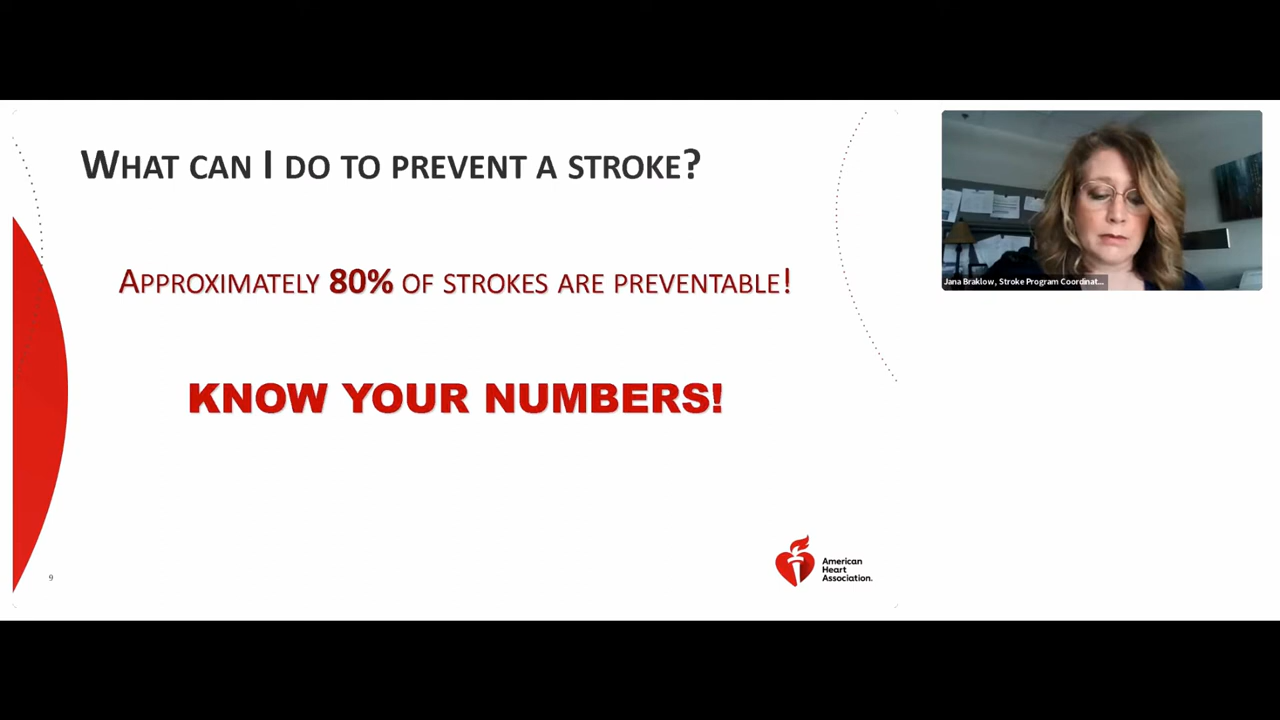 WHAT CAN I DO TO PREVENT A STROKE?
APPROXIMATELY 80% OF STROKES ARE PREVENTABLE!
KNOW YOUR NUMBERS!
9
American
Heart
Association.
Jana Braklow, Stroke Program Coordinat...